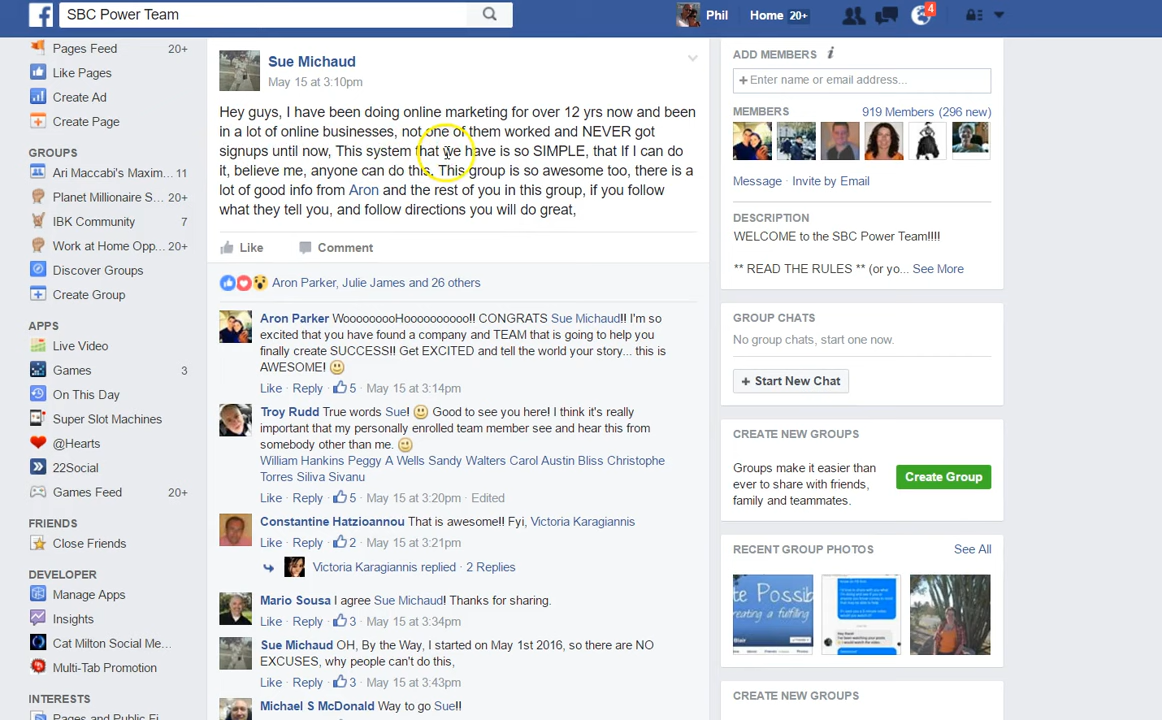 SBC Power Team
Phil
Home 20+
4
Pages Feed 20+
Like Pages
Create Ad
Create Page
GROUPS
Ari Maccabi's Maxim... 11
Planet Millionaire S... 20+
IBK Community 7
Work at Home Opp... 20+
Discover Groups
Create Group
APPS
Live Video
Games 3
On This Day
Super Slot Machines
@Hearts
22Social
Games Feed 20+
FRIENDS
Close Friends
DEVELOPER
Manage Apps
Insights
Cat Milton Social Me...
Multi-Tab Promotion
INTERESTS
Pages and Public Fi
Sue Michaud
May 15 at 3:10pm
Hey guys, I have been doing online marketing for over 12 yrs now and been
in a lot of online businesses, not one of them worked and NEVER got
signups until now, This system that we have is so SIMPLE, that If I can do
it, believe me, anyone can do this. This group is so awesome too, there is a
lot of good info from Aron and the rest of you in this group, if you follow
what they tell you, and follow directions you will do great,
Like Comment
Aron Parker, Julie James and 26 others
Aron Parker WooooooooHoooooooooo!! CONGRATS Sue Michaud!! I'm so
excited that you have found a company and TEAM that is going to help you
finally create SUCCESS!! Get EXCITED and tell the world your story... this is
AWESOME!
Like · Reply · 5 · May 15 at 3:14pm
Troy Rudd True words Sue! Good to see you here! I think it's really
important that my personally enrolled team member see and hear this from
somebody other than me.
William Hankins Peggy A Wells Sandy Walters Carol Austin Bliss Christophe
Torres Siliva Sivanu
Like · Reply · 5 · May 15 at 3:20pm · Edited
Constantine Hatzioannou That is awesome!! Fyi, Victoria Karagiannis
Like · Reply · 2 · May 15 at 3:21pm
Victoria Karagiannis replied · 2 Replies
Mario Sousa I agree Sue Michaud! Thanks for sharing.
Like · Reply · 3 · May 15 at 3:34pm
Sue Michaud OH, By the Way, I started on May 1st 2016, so there are NO
EXCUSES, why people can't do this,
Like · Reply · 3 · May 15 at 3:43pm
Michael S McDonald Way to go Sue!!
ADD MEMBERS
+ Enter name or email address...
MEMBERS 919 Members (296 new)
Message · Invite by Email
DESCRIPTION
WELCOME to the SBC Power Team!!!!
** READ THE RULES ** (or yo... See More
GROUP CHATS
No group chats, start one now.
+ Start New Chat
CREATE NEW GROUPS
Groups make it easier than
ever to share with friends,
family and teammates.
Create Group
RECENT GROUP PHOTOS See All
CREATE NEW GROUPS